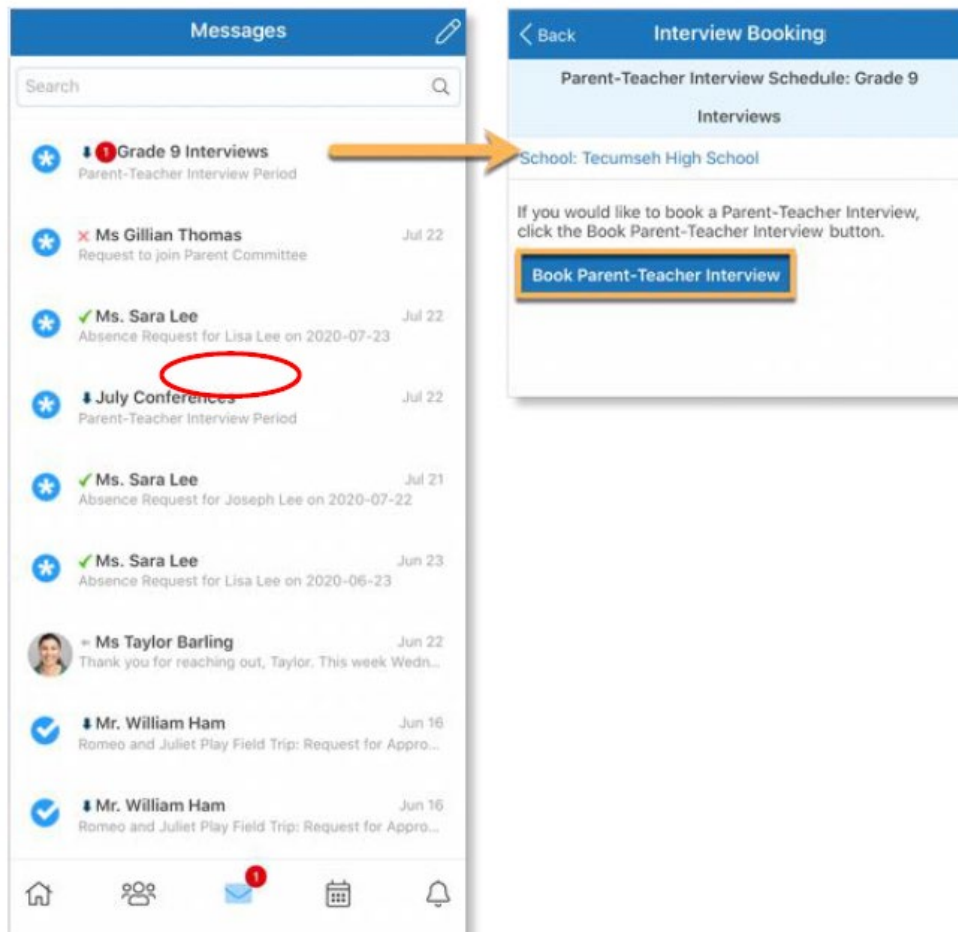 Messages
Search
1 Grade 9 Interviews
Parent-Teacher Interview Period
Ms Gillian Thomas Jul 22
Request to join Parent Committee
Ms. Sara Lee Jul 22
Absence Request for Lisa Lee on 2020-07-23
July Conferences Jul 22
Parent-Teacher Interview Period
Ms. Sara Lee Jul 21
Absence Request for Joseph Lee on 2020-07-22
Ms. Sara Lee Jun 23
Absence Request for Lisa Lee on 2020-06-23
Ms Taylor Barling Jun 22
Thank you for reaching out, Taylor. This week Wedn...
Mr. William Ham Jun 16
Romeo and Juliet Play Field Trip: Request for Appro...
Mr. William Ham Jun 16
Romeo and Juliet Play Field Trip: Request for Appro...
1
Back Interview Booking
Parent-Teacher Interview Schedule: Grade 9
Interviews
School: Tecumseh High School
If you would like to book a Parent-Teacher Interview,
click the Book Parent-Teacher Interview button.
Book Parent-Teacher Interview